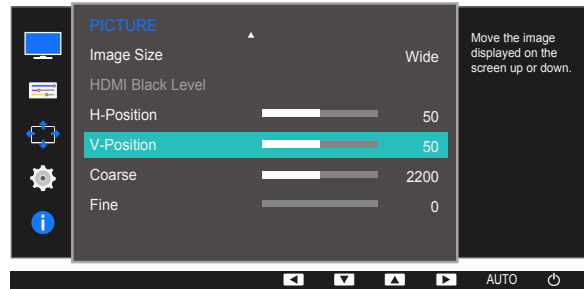 PICTURE
Image Size Wide
HDMI Black Level
H-Position 50
V-Position 50
Coarse 2200
Fine 0
Move the image
displayed on the
screen up or down.
AUTO